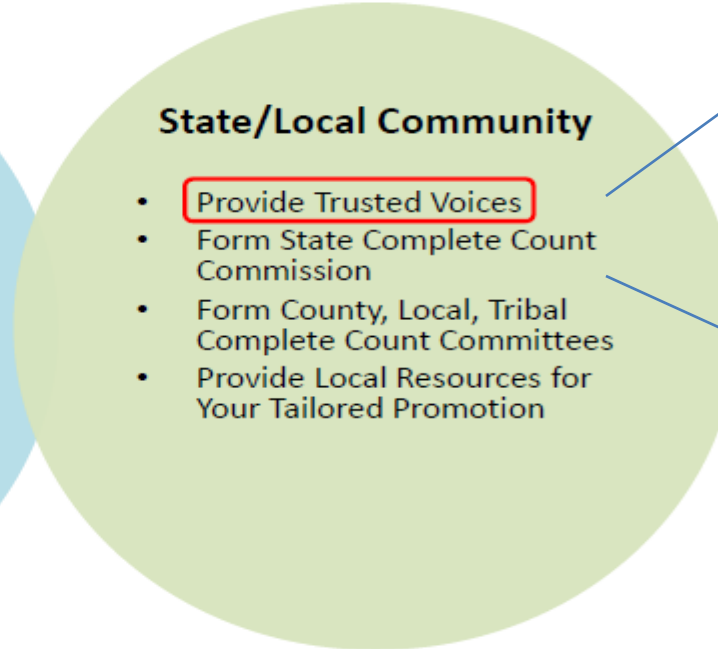 State/Local Community
• Provide Trusted Voices
• Form State Complete Count
Commission
• Form County, Local, Tribal
Complete Count Committees
• Provide Local Resources for
Your Tailored Promotion